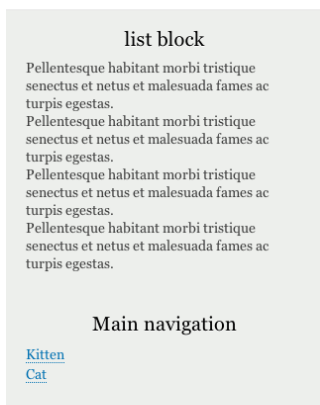 list block
Pellentesque habitant morbi tristique
senectus et netus et malesuada fames ac
turpis egestas.
Pellentesque habitant morbi tristique
senectus et netus et malesuada fames ac
turpis egestas.
Pellentesque habitant morbi tristique
senectus et netus et malesuada fames ac
turpis egestas.
Pellentesque habitant morbi tristique
senectus et netus et malesuada fames ac
turpis egestas.
Main navigation
Kitten
Cat